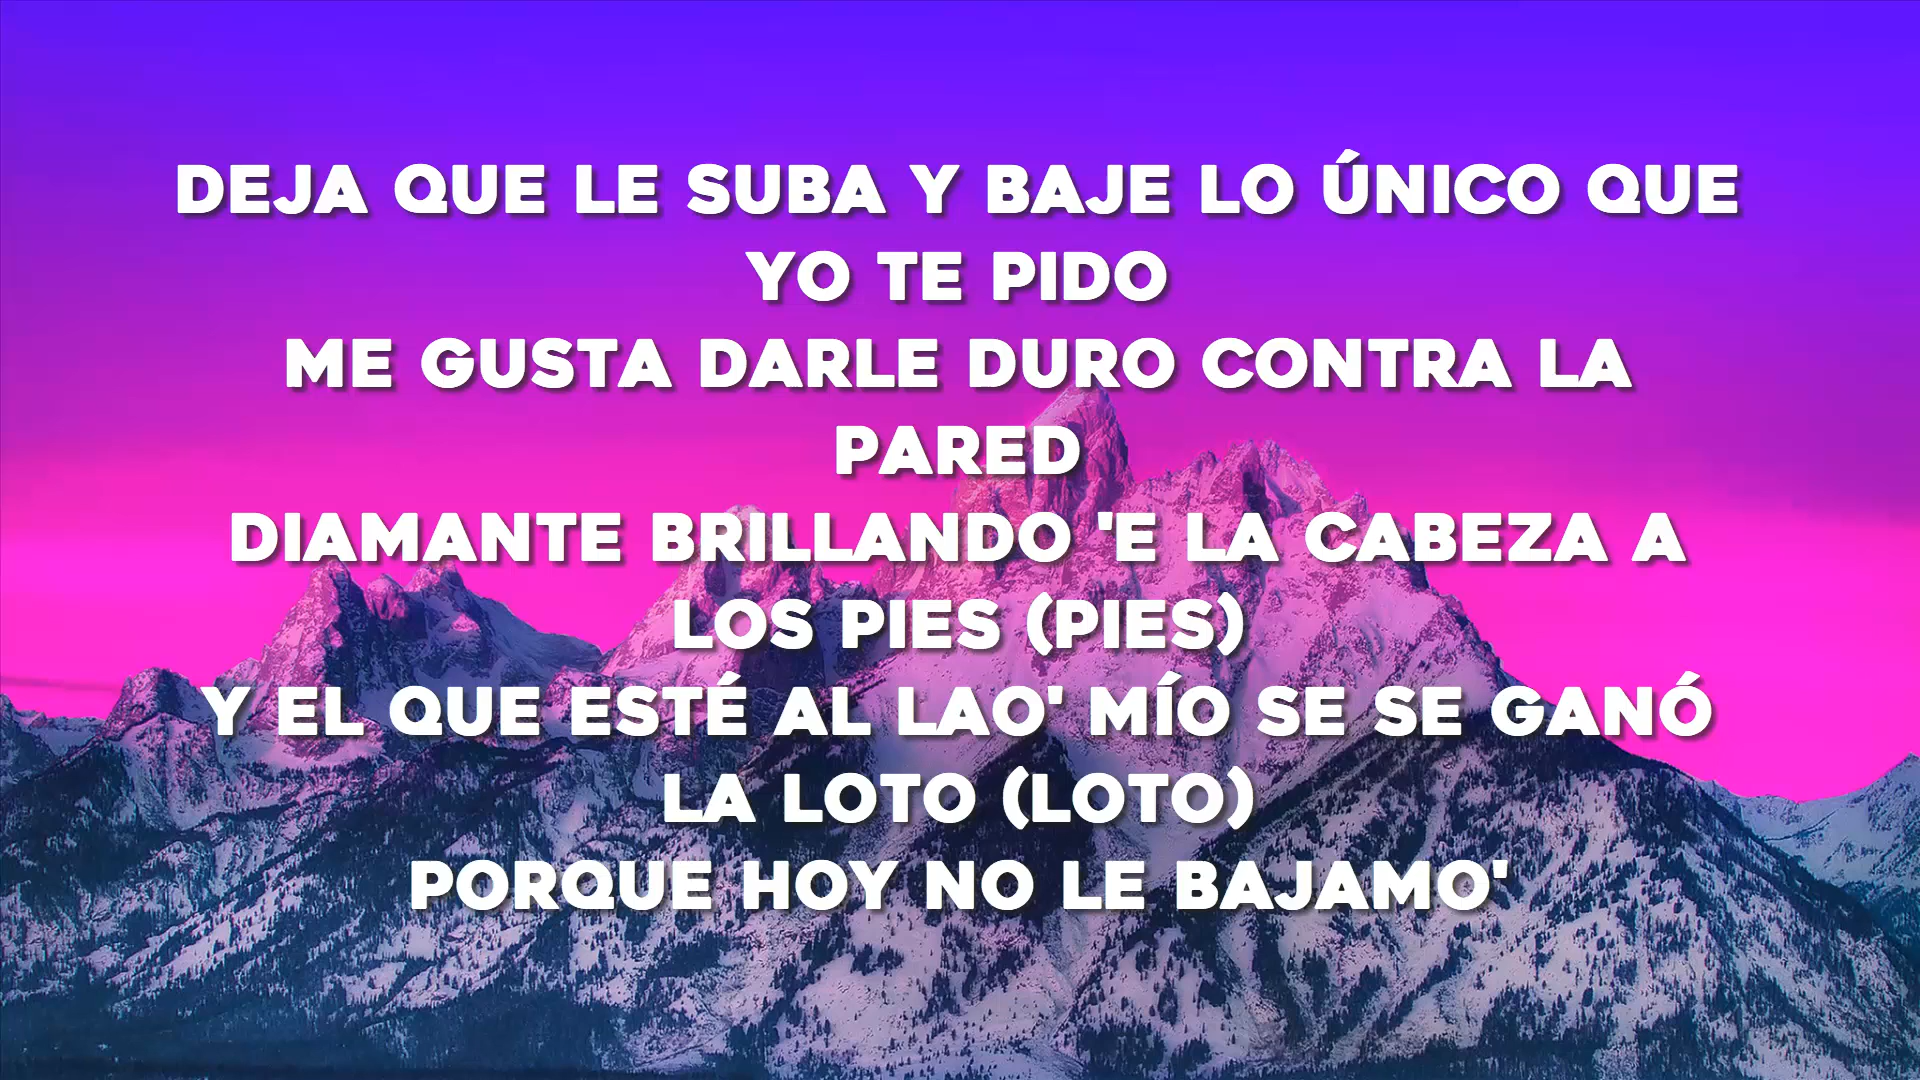 DEJA QUE LE SUBA Y BAJE LO ÚNICO QUE
YO TE PIDO
ME GUSTA DARLE DURO CONTRA LA
PARED
DIAMANTE BRILLANDO 'E LA CABEZA A
LOS PIES (PIES)
Y EL QUE ESTÉ AL LAO' MÍO SE SE GANÓ
LA LOTO (LOTO)
PORQUE HOY NO LE BAJAMO'